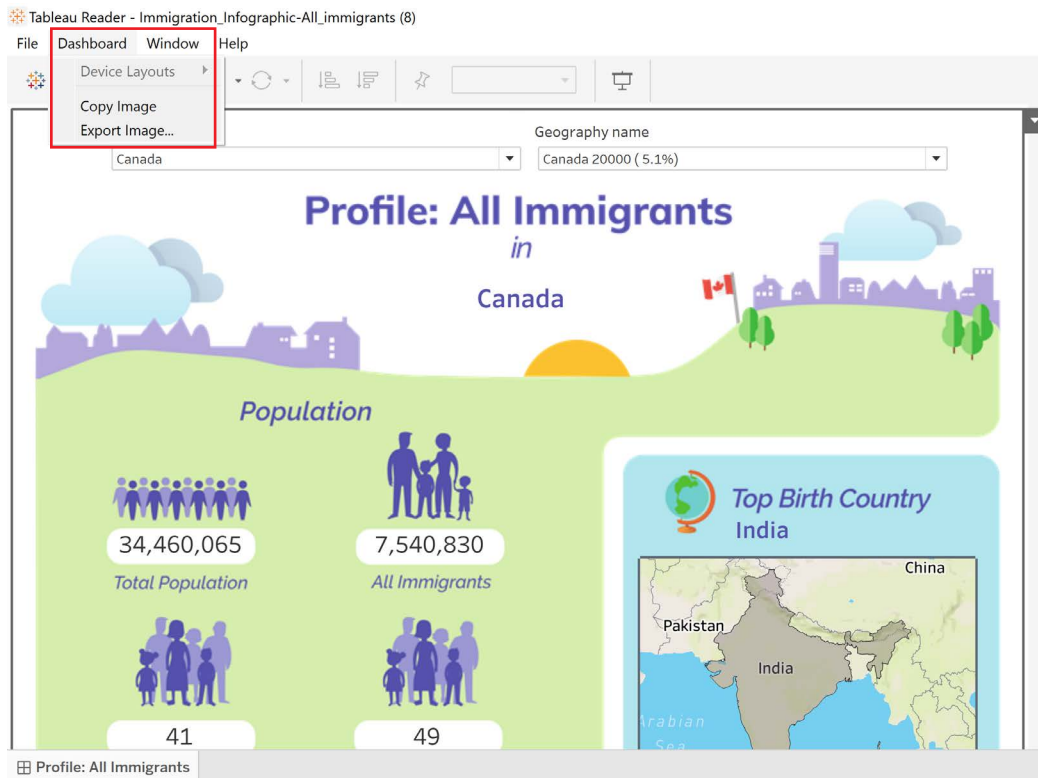 Tableau Reader - Immigration_Infographic-All_immigrants (8)
File Dashboard Window Help
Device Layouts
Copy Image
Export Image...
Geography name
Canada
Canada 20000 ( 5.1%)
Profile: All Immigrants
in
Canada
Population
34,460,065
7,540,830
Total Population
All Immigrants
41
49
Top Birth Country
India
China
Pakistan
India
Arabian
Sea
Profile: All Immigrants